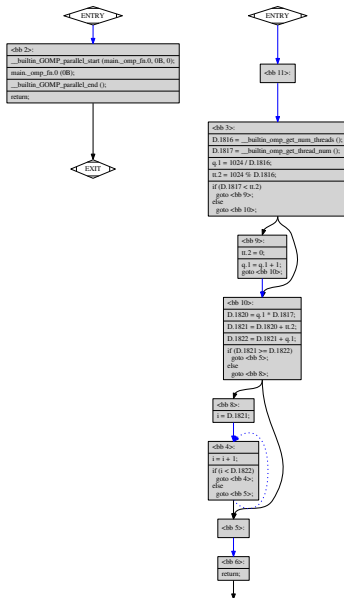 ENTRY
<bb 2>:
__builtin_GOMP_parallel_start (main._omp_fn.0, 0B, 0);
main._omp_fn.0 (0B);
__builtin_GOMP_parallel_end ();
return;
EXIT
ENTRY
<bb 11>:
<bb 3>:
D.1816 = __builtin_omp_get_num_threads ();
D.1817 = __builtin_omp_get_thread_num ();
q.1 = 1024 / D.1816;
tt.2 = 1024 % D.1816;
if (D.1817 < tt.2)
goto <bb 9>;
else
goto <bb 10>;
<bb 9>:
tt.2 = 0;
q.1 = q.1 + 1;
goto <bb 10>;
<bb 10>:
D.1820 = q.1 * D.1817;
D.1821 = D.1820 + tt.2;
D.1822 = D.1821 + q.1;
if (D.1821 >= D.1822)
goto <bb 5>;
else
goto <bb 8>;
<bb 8>:
i = D.1821;
<bb 4>:
i = i + 1;
if (i < D.1822)
goto <bb 4>;
else
goto <bb 5>;
<bb 5>:
<bb 6>:
return;